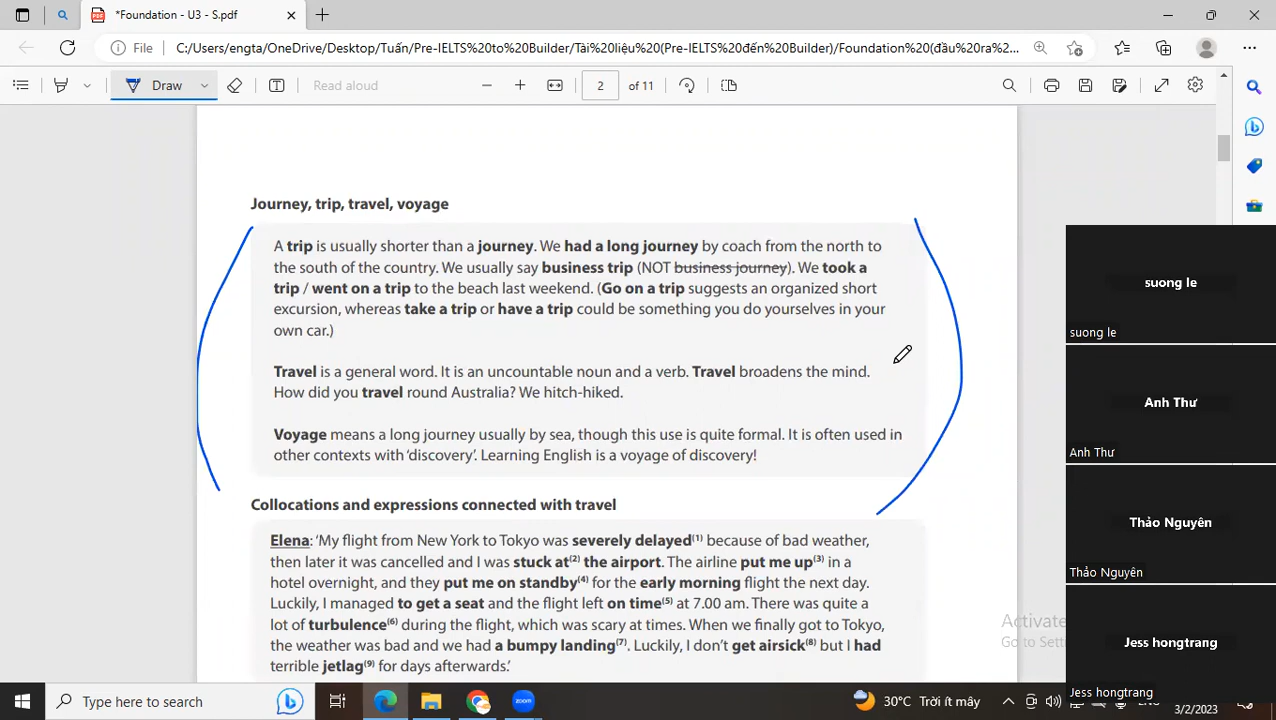 *Foundation - U3 - S.pdf
File
C:/Users/engta/OneDrive/Desktop/Tuấn/Pre-IELTS%20to%20Builder/Tài%20liệu%20(Pre-IELTS%20đến%20Builder)/Foundation%20(đầu%20ra%2...
Draw
Read aloud
2
of 11
Journey, trip, travel, voyage
A trip is usually shorter than a journey. We had a long journey by coach from the north to
the south of the country. We usually say business trip (NOT business journey). We took a
trip / went on a trip to the beach last weekend. (Go on a trip suggests an organized short
excursion, whereas take a trip or have a trip could be something you do yourselves in your
own car.)
Travel is a general word. It is an uncountable noun and a verb. Travel broadens the mind.
How did you travel round Australia? We hitch-hiked.
Voyage means a long journey usually by sea, though this use is quite formal. It is often used in
other contexts with ‘discovery’. Learning English is a voyage of discovery!
Collocations and expressions connected with travel
Elena: ‘My flight from New York to Tokyo was severely delayed(1) because of bad weather,
then later it was cancelled and I was stuck at(2) the airport. The airline put me up(3) in a
hotel overnight, and they put me on standby(4) for the early morning flight the next day.
Luckily, I managed to get a seat and the flight left on time(5) at 7.00 am. There was quite a
lot of turbulence(6) during the flight, which was scary at times. When we finally got to Tokyo,
the weather was bad and we had a bumpy landing(7). Luckily, I don’t get airsick(8) but I had
terrible jetlag(9) for days afterwards.’
suong le
suong le
Anh Thư
Anh Thư
Thảo Nguyên
Thảo Nguyên
Jess hongtrang
Jess hongtrang
Activate
Go to Setti
Type here to search
zoom
30°C Trời ít mây
3/2/2023